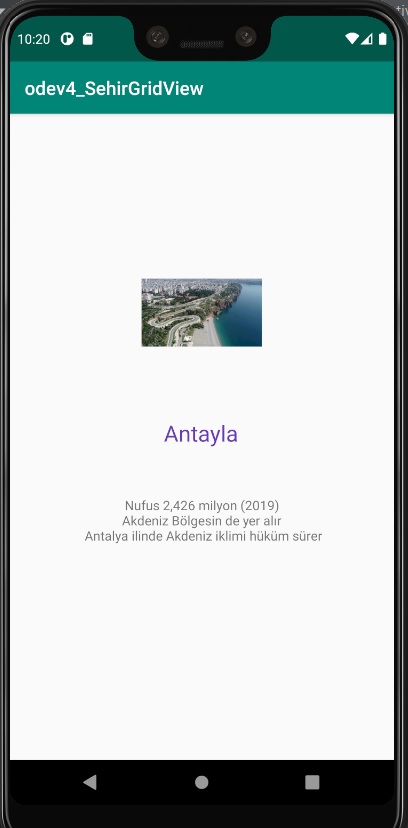 10:20
odev4_SehirGridView
Antayla
Nufus 2,426 milyon (2019)
Akdeniz Bölgesin de yer alır
Antalya ilinde Akdeniz iklimi hüküm sürer